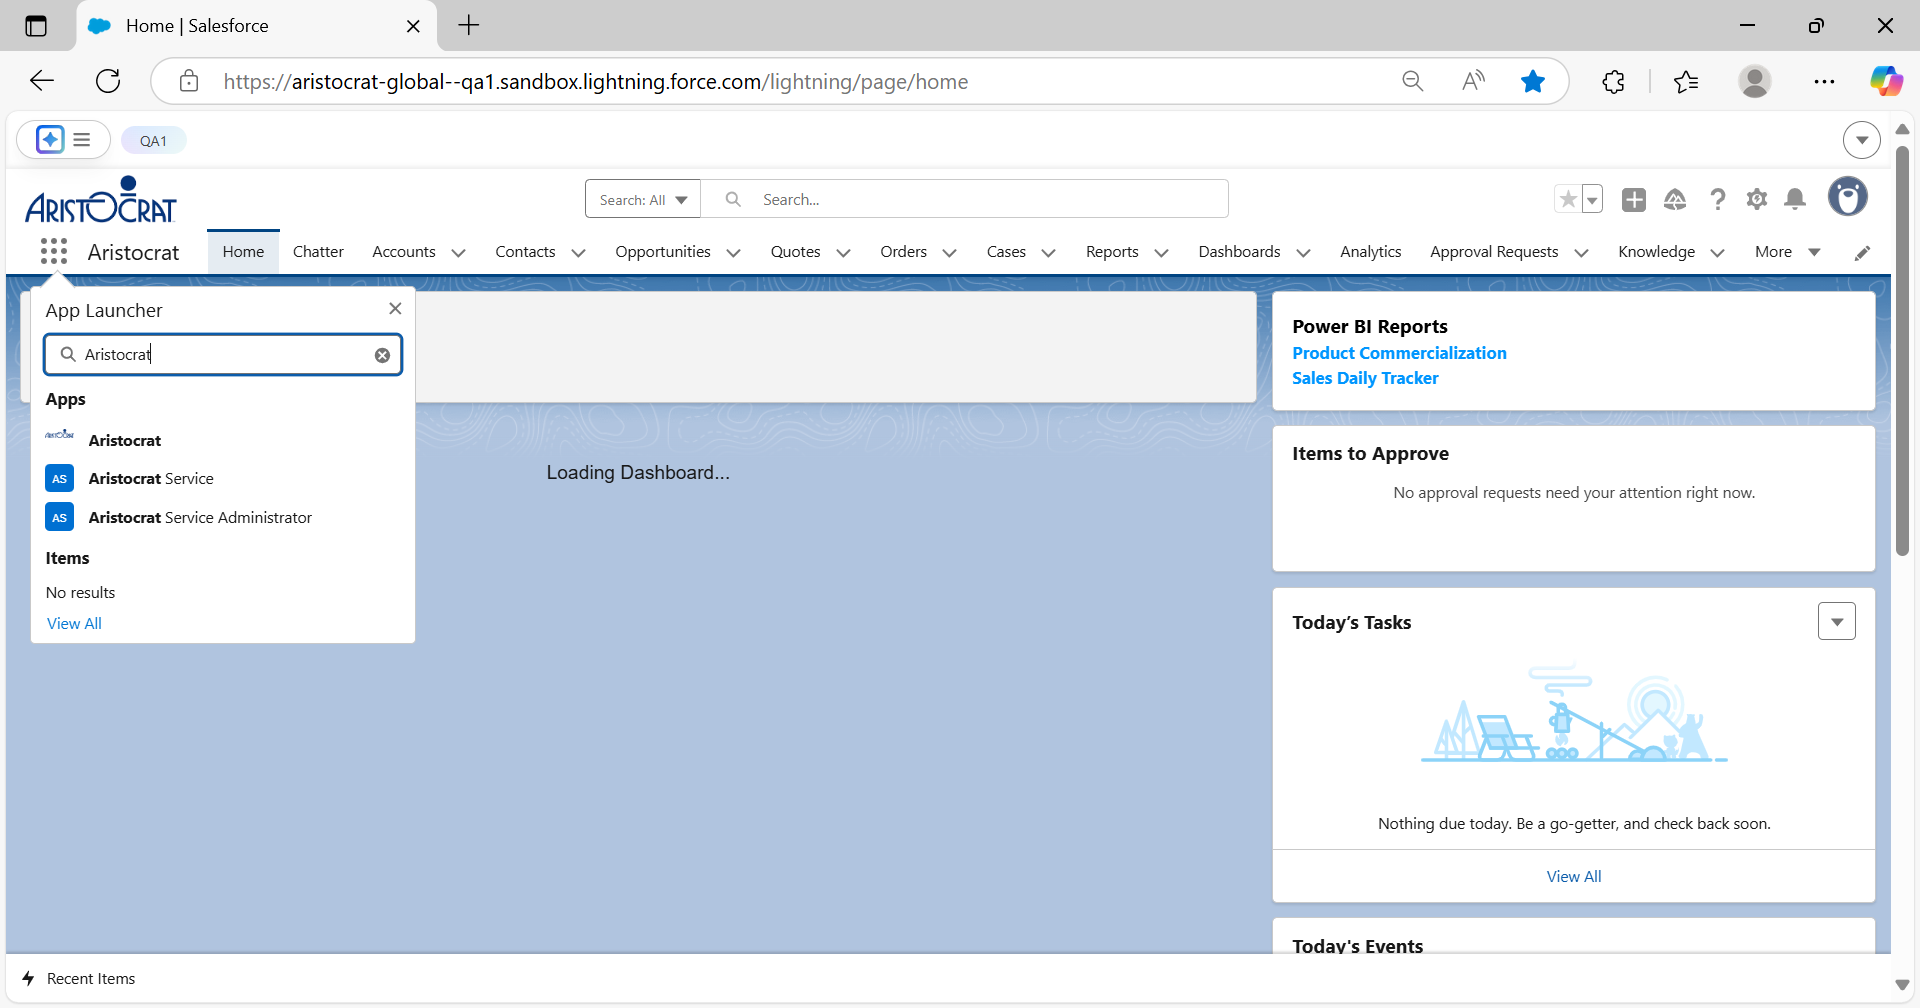 Home | Salesforce
https://aristocrat-global--qa1.sandbox.lightning.force.com/lightning/page/home
QA1
ARISTOCRAT
Search: All
Search...
Aristocrat
Home
Chatter
Accounts
Contacts
Opportunities
Quotes
Orders
Cases
Reports
Dashboards
Analytics
Approval Requests
Knowledge
More
App Launcher
Aristocrat
Apps
ARISTOCRAT
Aristocrat
AS
Aristocrat Service
AS
Aristocrat Service Administrator
Items
No results
View All
Loading Dashboard...
Power BI Reports
Product Commercialization
Sales Daily Tracker
Items to Approve
No approval requests need your attention right now.
Today’s Tasks
Nothing due today. Be a go-getter, and check back soon.
View All
Today's Events
Recent Items